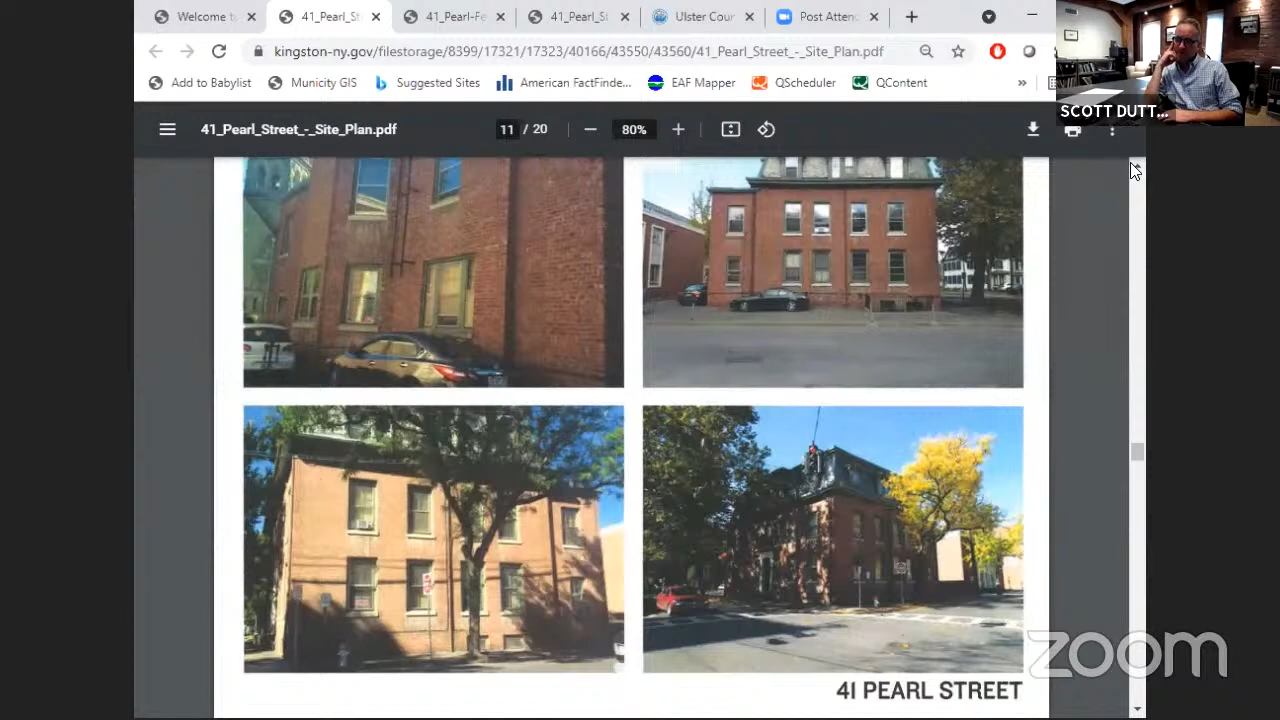 Welcome t
41_Pearl_St
41_Pearl-Fe
41_Pearl_St
Ulster Cour
Post Atten
kingston-ny.gov/filestorage/8399/17321/17323/40166/43550/43560/41_Pearl_Street_-_Site_Plan.pdf
Add to Babylist
Municity GIS
Suggested Sites
American FactFinde...
EAF Mapper
QScheduler
QContent
»
SCOTT DUTT...
41_Pearl_Street_-_Site_Plan.pdf
11 / 20
80%
41 PEARL STREET
zoom